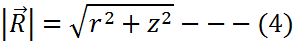 |R⃗| = √(r² + z²) − − − (4)